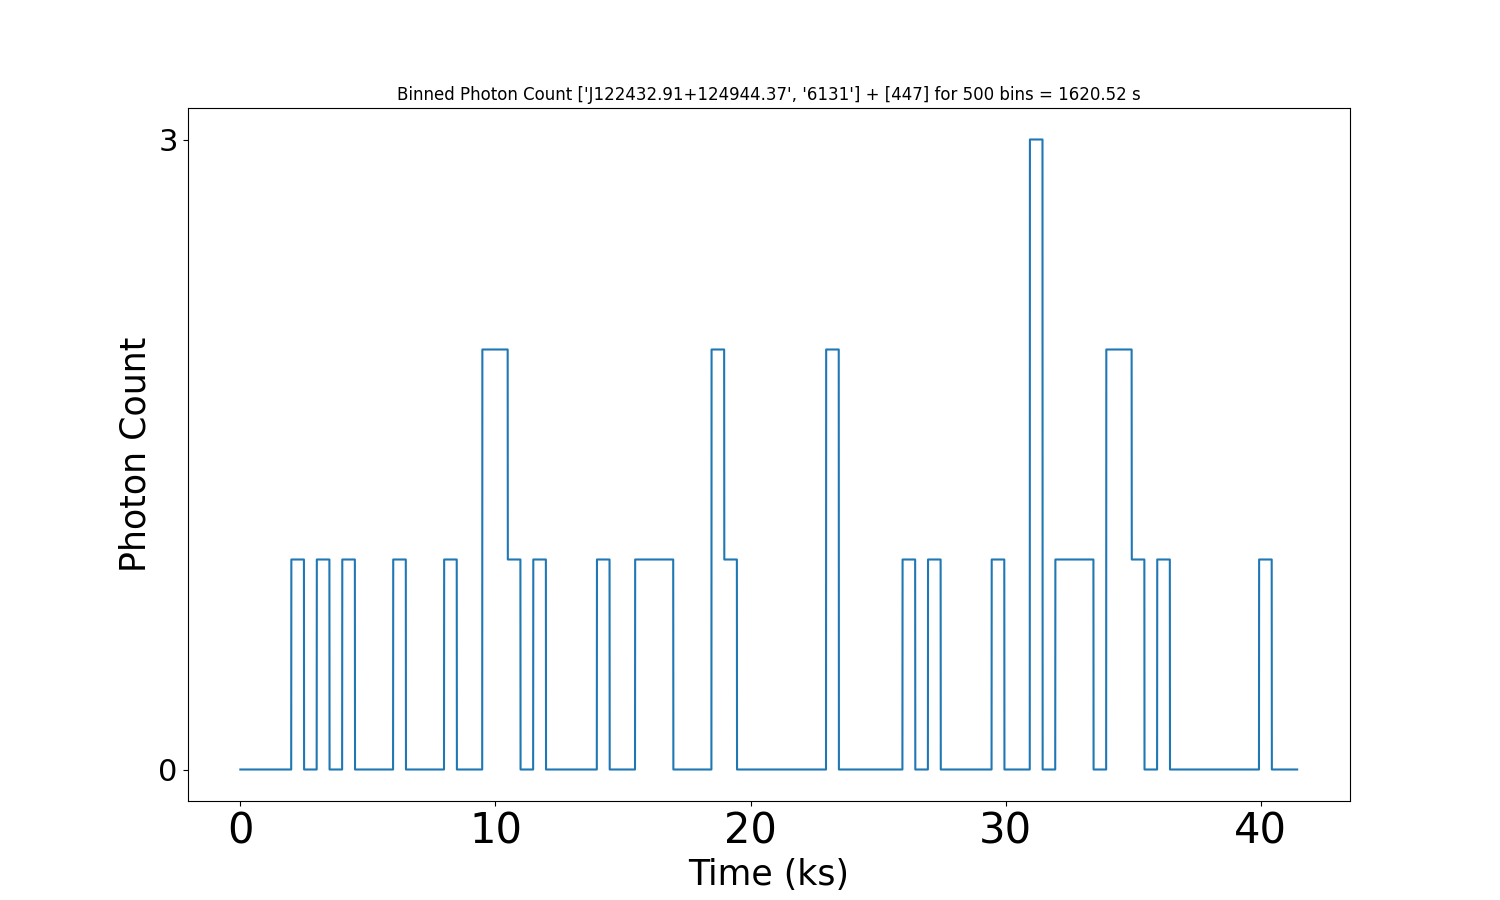 Binned Photon Count ['J122432.91+124944.37', '6131'] + [447] for 500 bins = 1620.52 s
3
Photon Count
0
0 10 20 30 40
Time (ks)